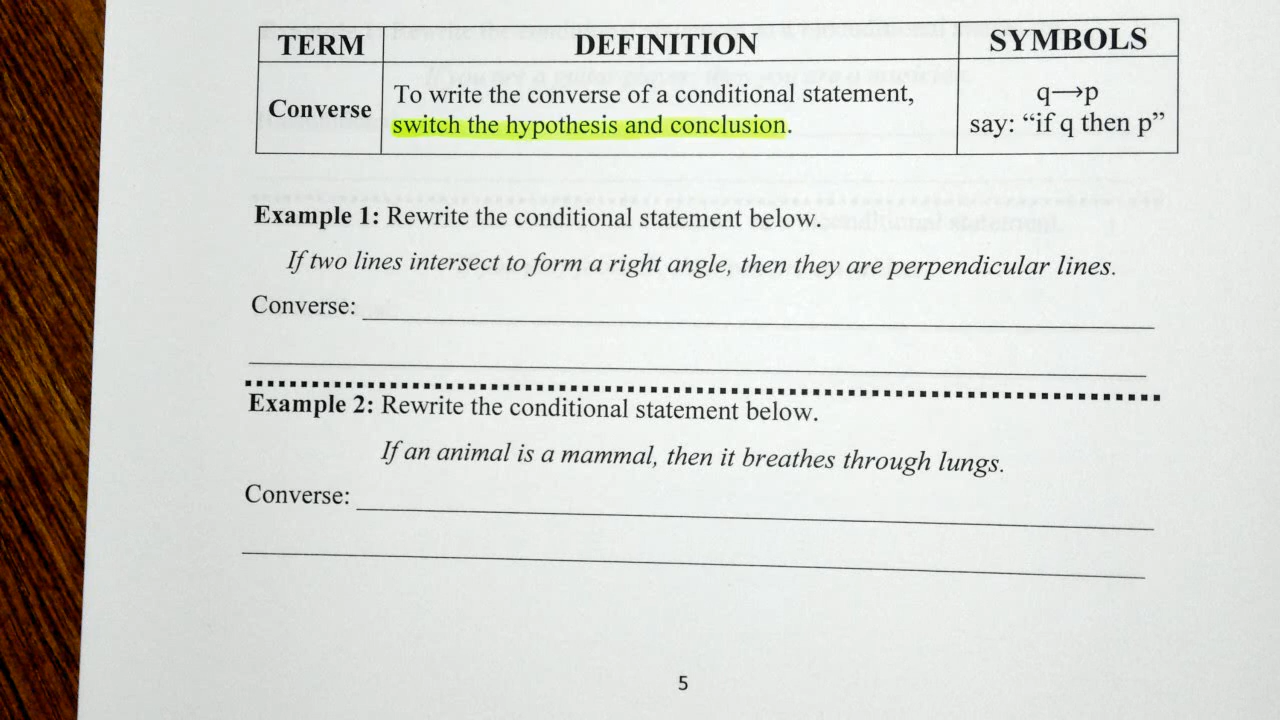 TERM DEFINITION SYMBOLS
Converse
To write the converse of a conditional statement,
switch the hypothesis and conclusion.
q⟶p
say: “if q then p”
Example 1: Rewrite the conditional statement below.
If two lines intersect to form a right angle, then they are perpendicular lines.
Converse:
Example 2: Rewrite the conditional statement below.
If an animal is a mammal, then it breathes through lungs.
Converse:
5